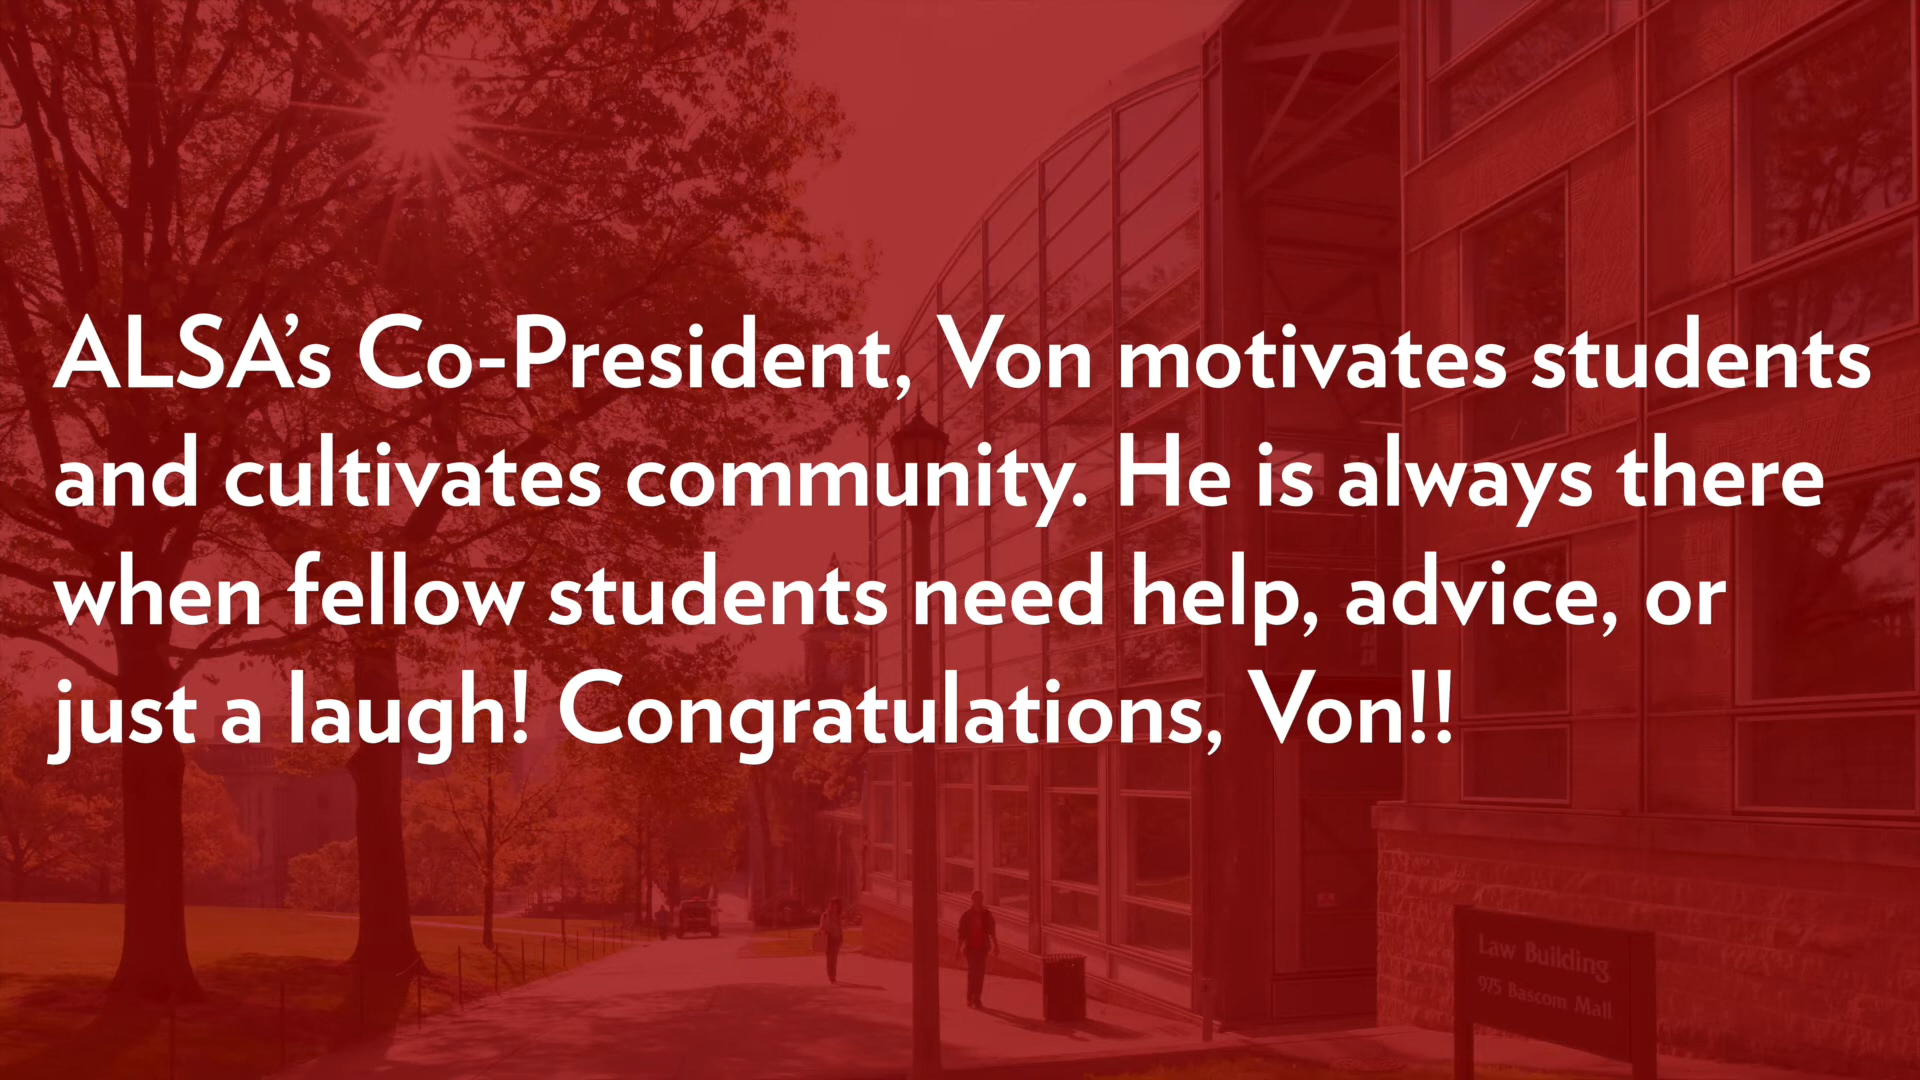 ALSA’s Co-President, Von motivates students
and cultivates community. He is always there
when fellow students need help, advice, or
just a laugh! Congratulations, Von!!
Law Building
975 Bascom Mall